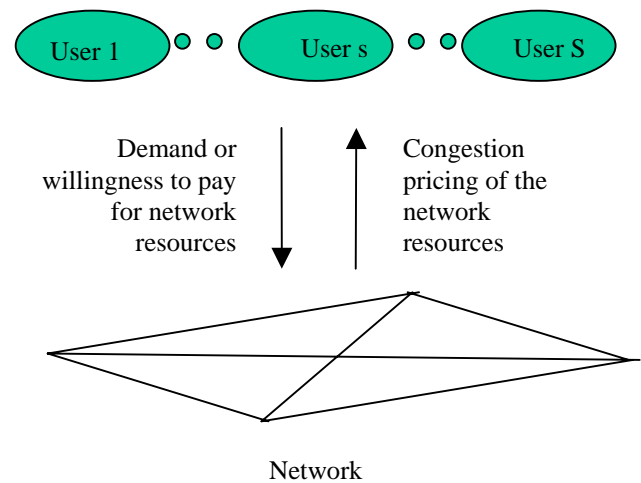 User 1
User s
User S
Demand or
willingness to pay
for network
resources
Congestion
pricing of the
network
resources
Network